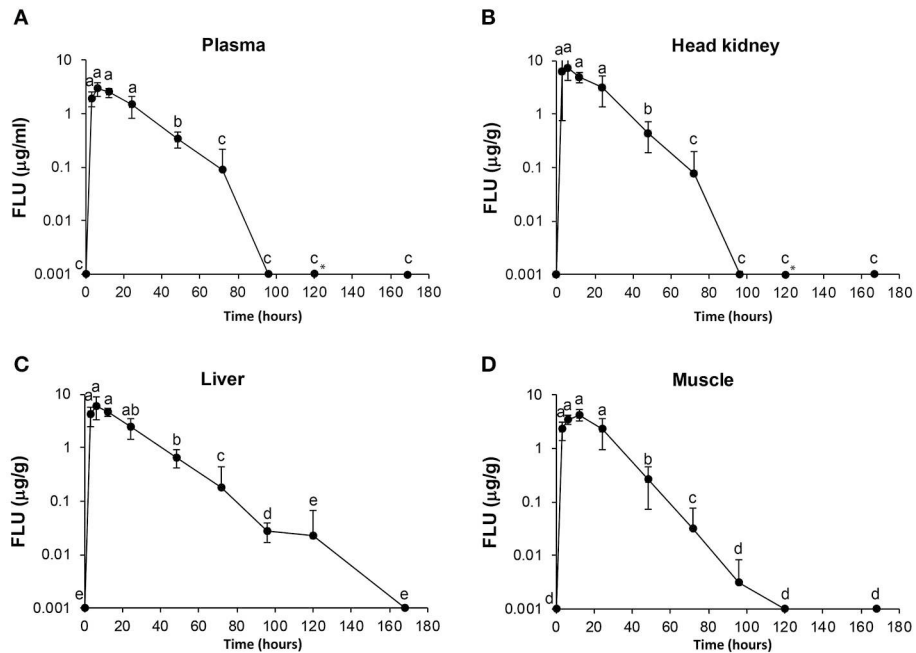 A
Plasma
FLU (µg/ml)
10
1
0.1
0.01
0.001
a
a
a
a
b
c
c
c
c
*
c
0 20 40 60 80 100 120 140 160 180
Time (hours)
B
Head kidney
FLU (µg/g)
10
1
0.1
0.01
0.001
a
a
a
a
b
c
c
c
*
c
0 20 40 60 80 100 120 140 160 180
Time (hours)
C
Liver
FLU (µg/g)
10
1
0.1
0.01
0.001
a
a
a
ab
b
c
d
e
e
e
0 20 40 60 80 100 120 140 160 180
Time (hours)
D
Muscle
FLU (µg/g)
10
1
0.1
0.01
0.001
a
a
a
a
b
c
d
d
d
d
0 20 40 60 80 100 120 140 160 180
Time (hours)